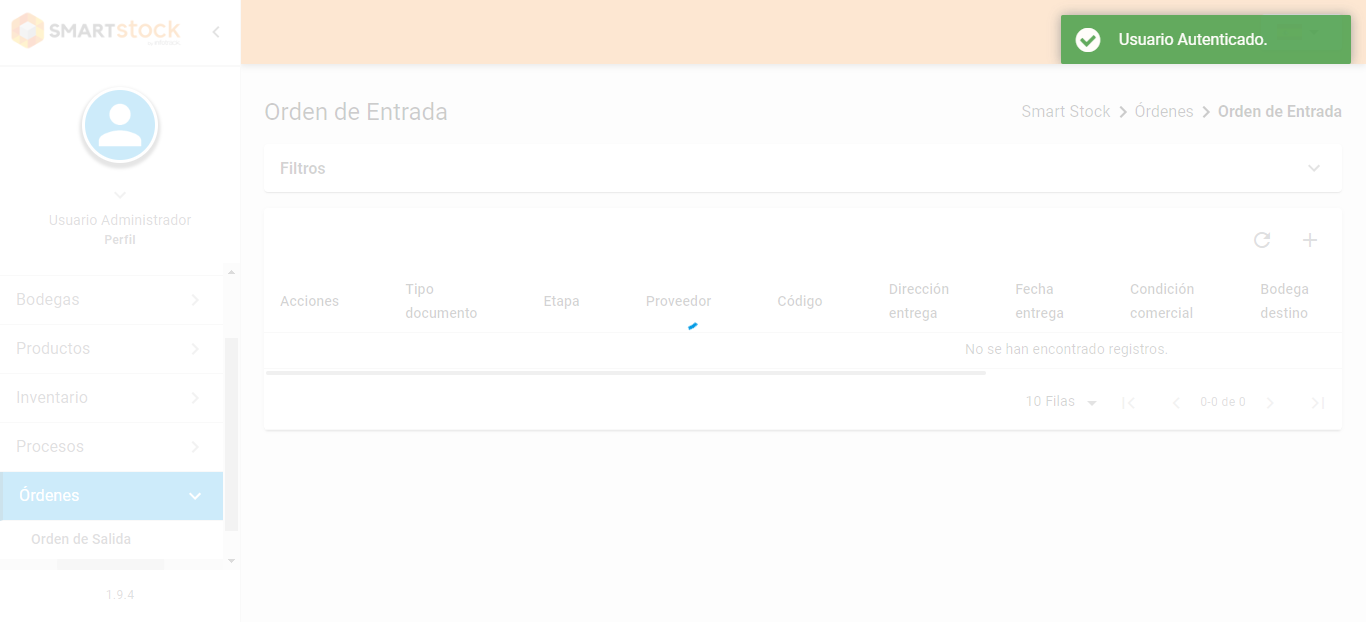 SMARTstock
Usuario Autenticado.
Orden de Entrada
Smart Stock > Órdenes > Orden de Entrada
Filtros
Usuario Administrador
Perfil
Bodegas
Productos
Inventario
Procesos
Órdenes
Orden de Salida
1.9.4
Acciones
Tipo
documento
Etapa
Proveedor
Código
Dirección
entrega
Fecha
entrega
Condición
comercial
Bodega
destino
No se han encontrado registros.
10 Filas
0-0 de 0